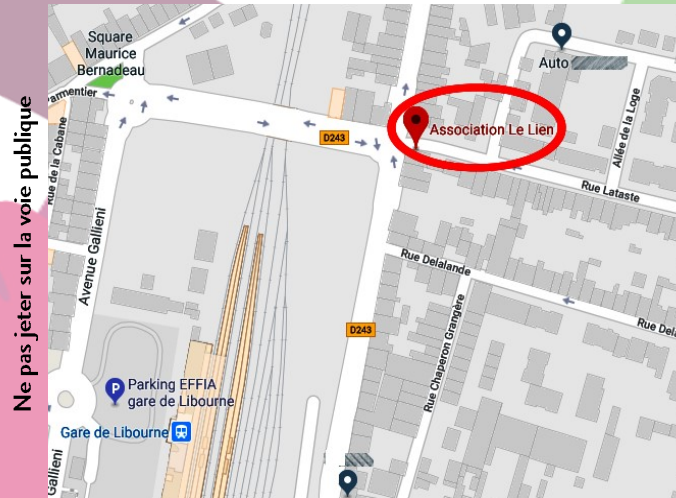 Ne pas jeter sur la voie publique
Square
Maurice
Bernadeau
armentier
Rue de la Cabane
Avenue Gallieni
D243
Association Le Lien
Auto
Allée de la Loge
Rue Lataste
Rue Delalande
Rue Del
D243
Rue Chaperon Grangère
P
Parking EFFIA
gare de Libourne
Gare de Libourne
Gallieni